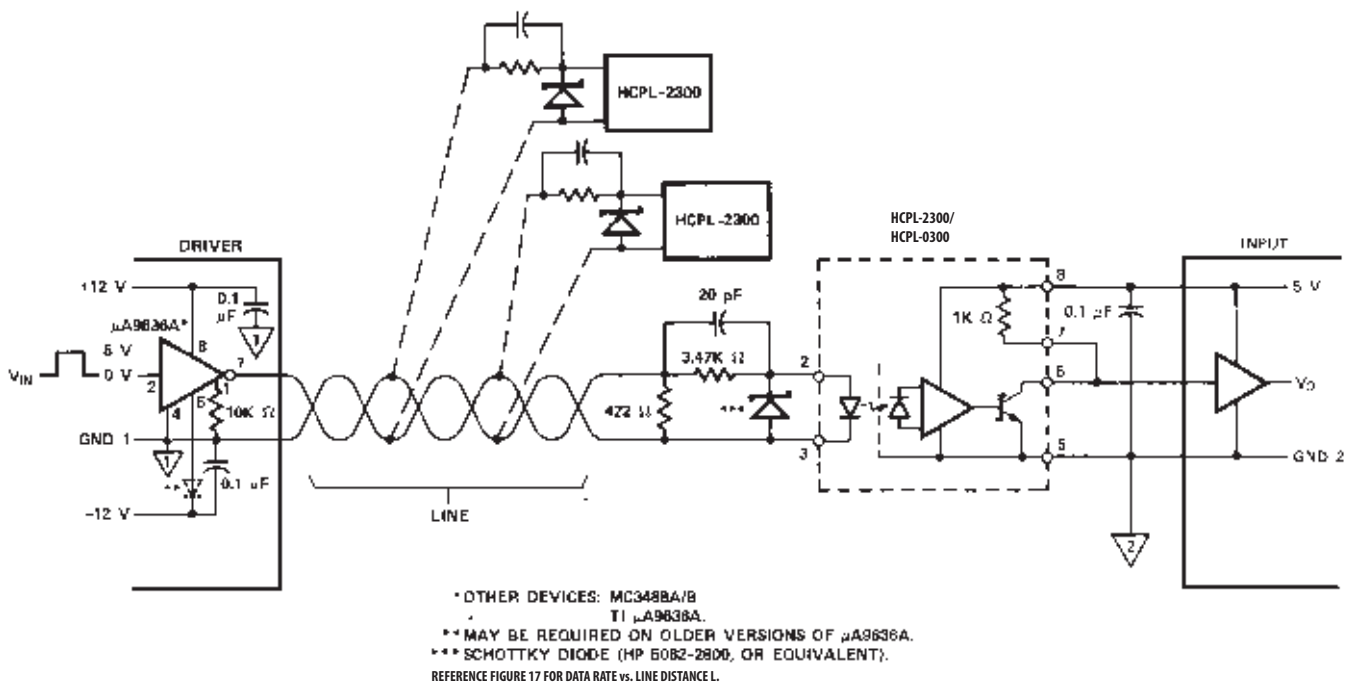 HCPL-2300
HCPL-2300
HCPL-2300/
HCPL-0300
DRIVER
INPUT
+12 V
0.1
µF
µA9636A*
8
5 V
VIN
0 V
2
7
1
4
6
10K Ω
GND 1
1
1
0.1 µF
**
-12 V
LINE
20 pF
3.47K Ω
422 Ω
***
2
3
8
1K Ω
7
6
5
0.1 µF
5 V
VO
GND 2
2
* OTHER DEVICES: MC3488A/B
TI µA9636A.
** MAY BE REQUIRED ON OLDER VERSIONS OF µA9636A.
*** SCHOTTKY DIODE (HP 5082-2800, OR EQUIVALENT).
REFERENCE FIGURE 17 FOR DATA RATE vs. LINE DISTANCE L.